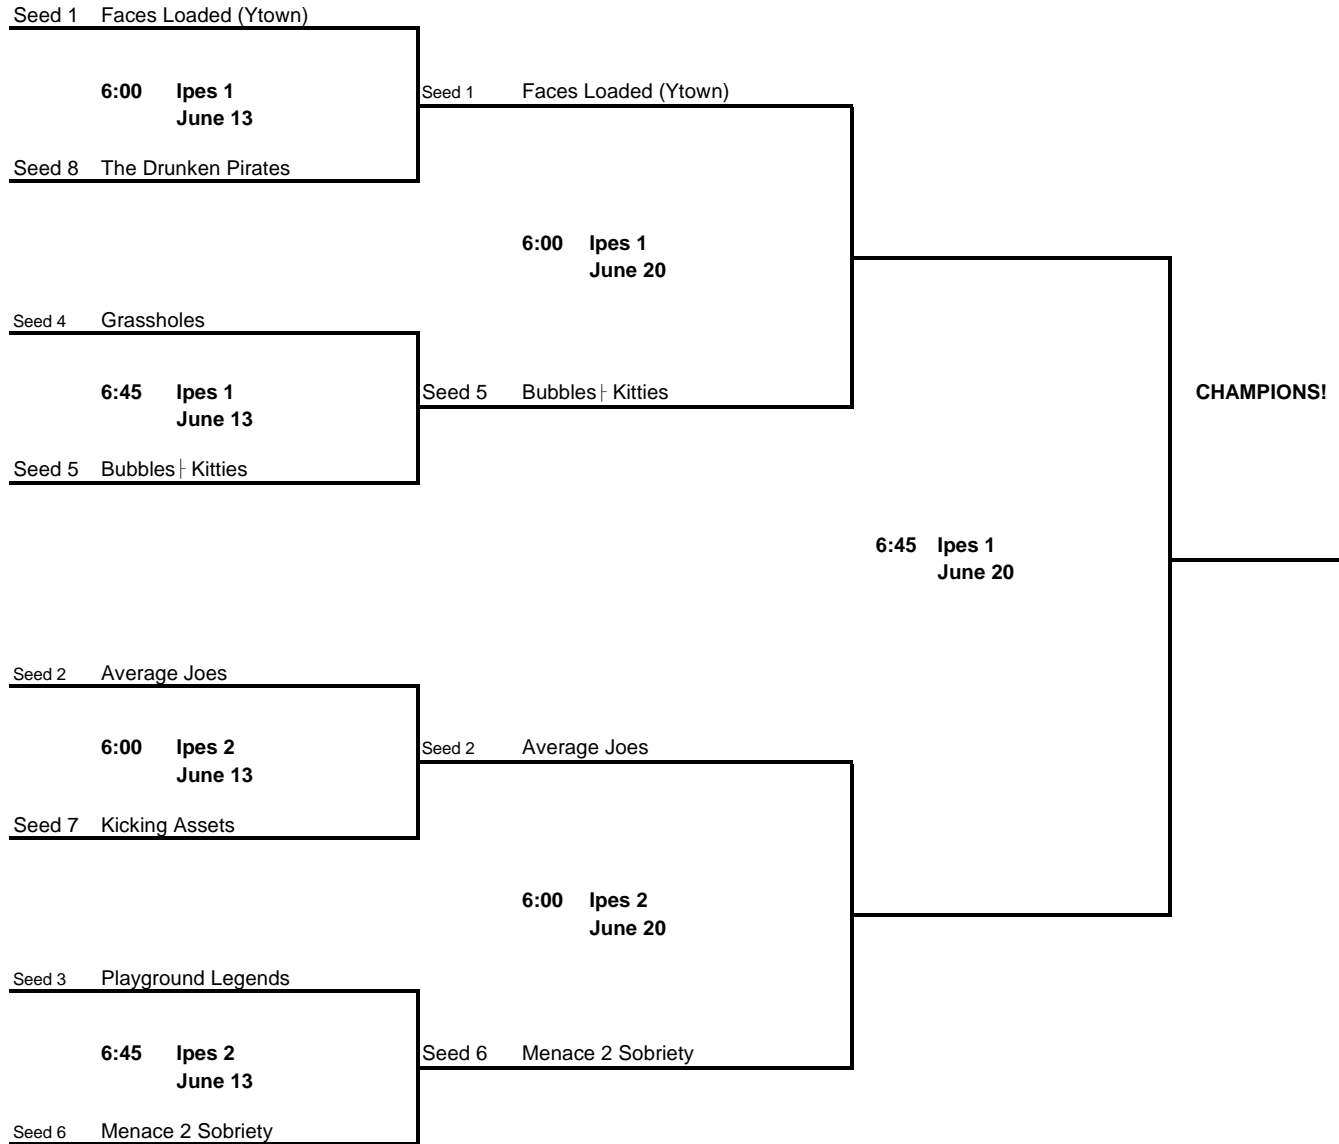 Seed 1 Faces Loaded (Ytown)
6:00 Ipes 1
June 13
Seed 1 Faces Loaded (Ytown)
Seed 8 The Drunken Pirates
6:00 Ipes 1
June 20
Seed 4 Grassholes
6:45 Ipes 1
June 13
Seed 5 Bubbles├ Kitties
CHAMPIONS!
Seed 5 Bubbles├ Kitties
6:45 Ipes 1
June 20
Seed 2 Average Joes
6:00 Ipes 2
June 13
Seed 2 Average Joes
Seed 7 Kicking Assets
6:00 Ipes 2
June 20
Seed 3 Playground Legends
6:45 Ipes 2
June 13
Seed 6 Menace 2 Sobriety
Seed 6 Menace 2 Sobriety